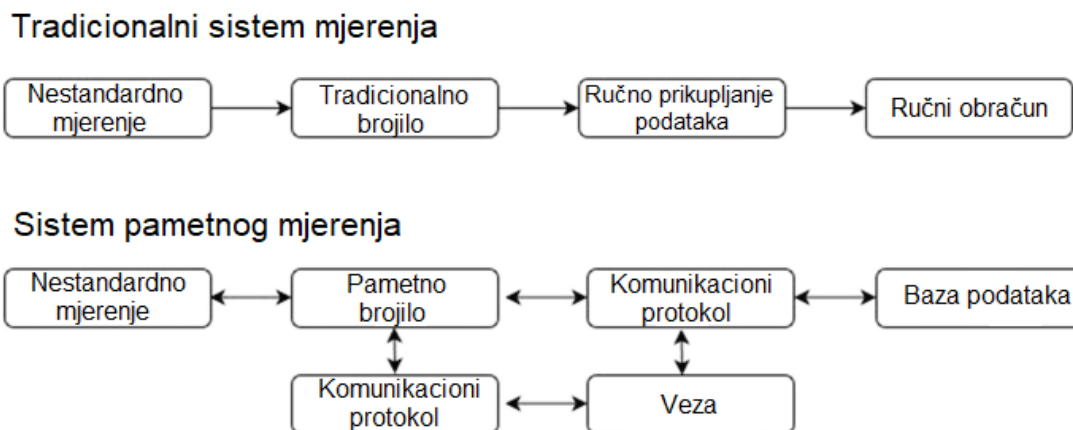 Tradicionalni sistem mjerenja
Nestandardno
mjerenje
Tradicionalno
brojilo
Ručno prikupljanje
podataka
Ručni obračun
Sistem pametnog mjerenja
Nestandardno
mjerenje
Pametno
brojilo
Komunikacioni
protokol
Baza podataka
Komunikacioni
protokol
Veza